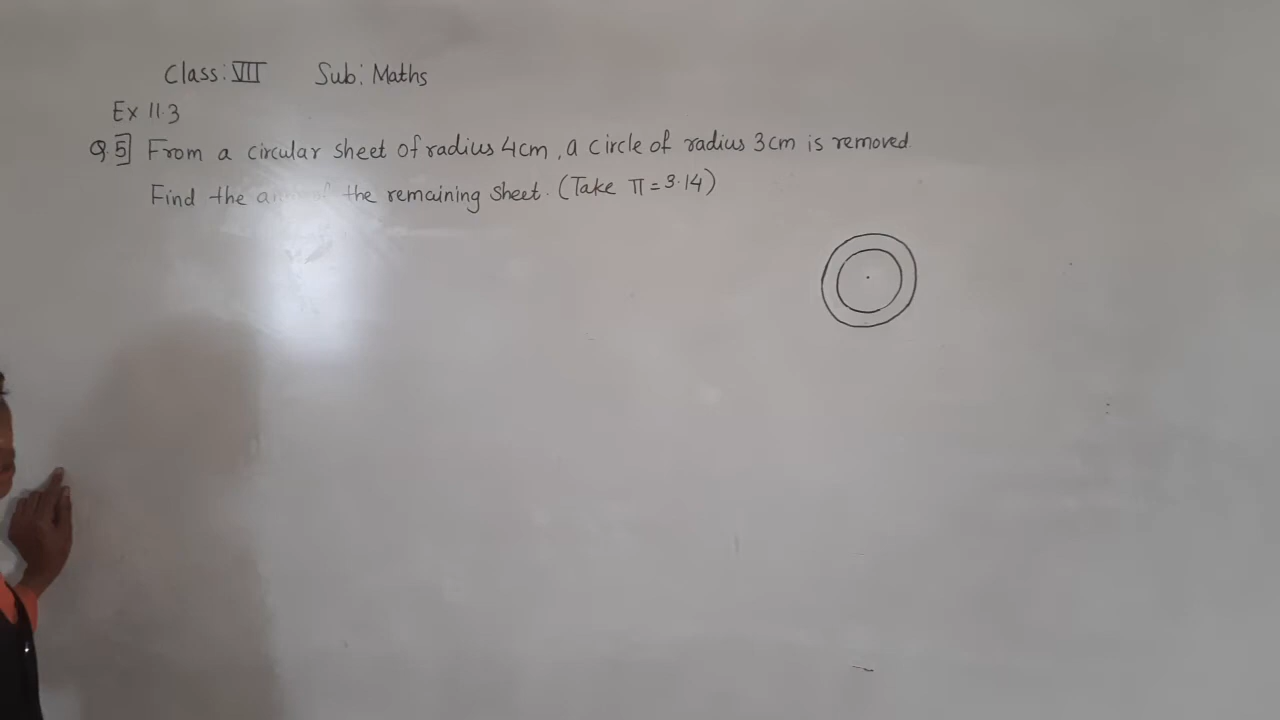 Class: VII Sub: Maths
Ex 11.3
Q.5] From a circular sheet of radius 4cm, a circle of radius 3cm is removed.
Find the of the remaining sheet. (Take π = 3.14)